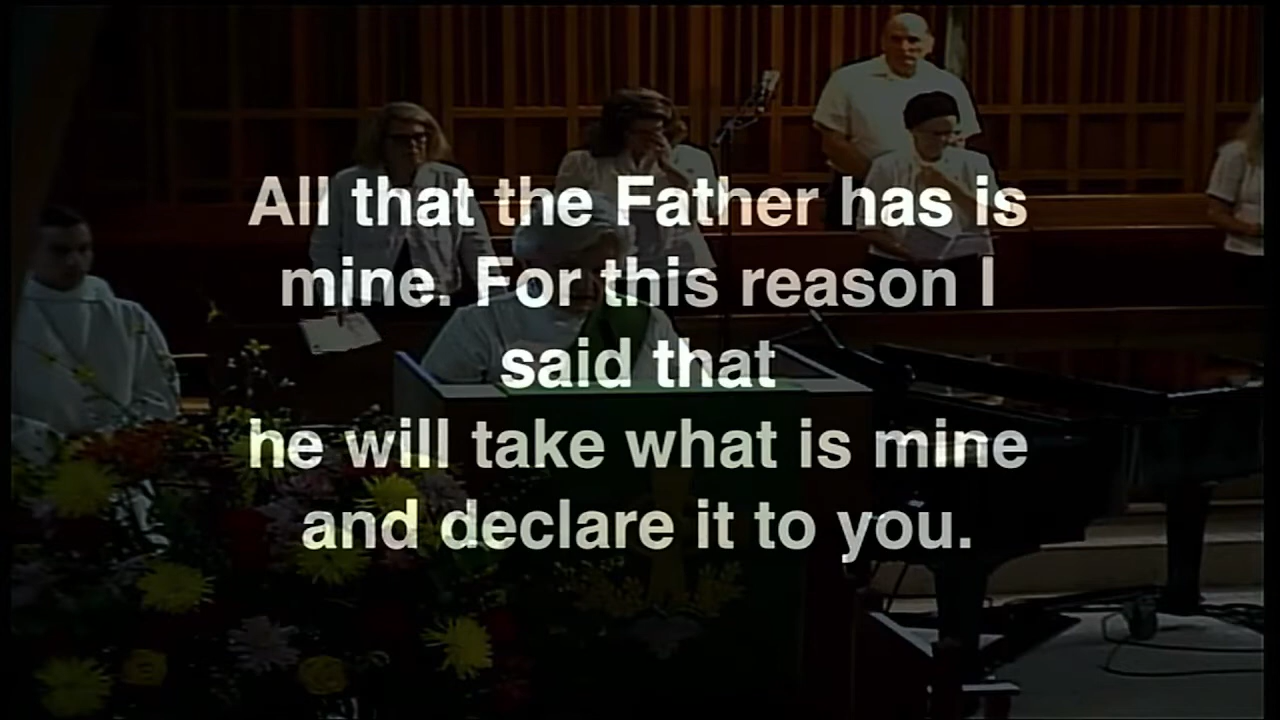 All that the Father has is
mine. For this reason I
said that
he will take what is mine
and declare it to you.